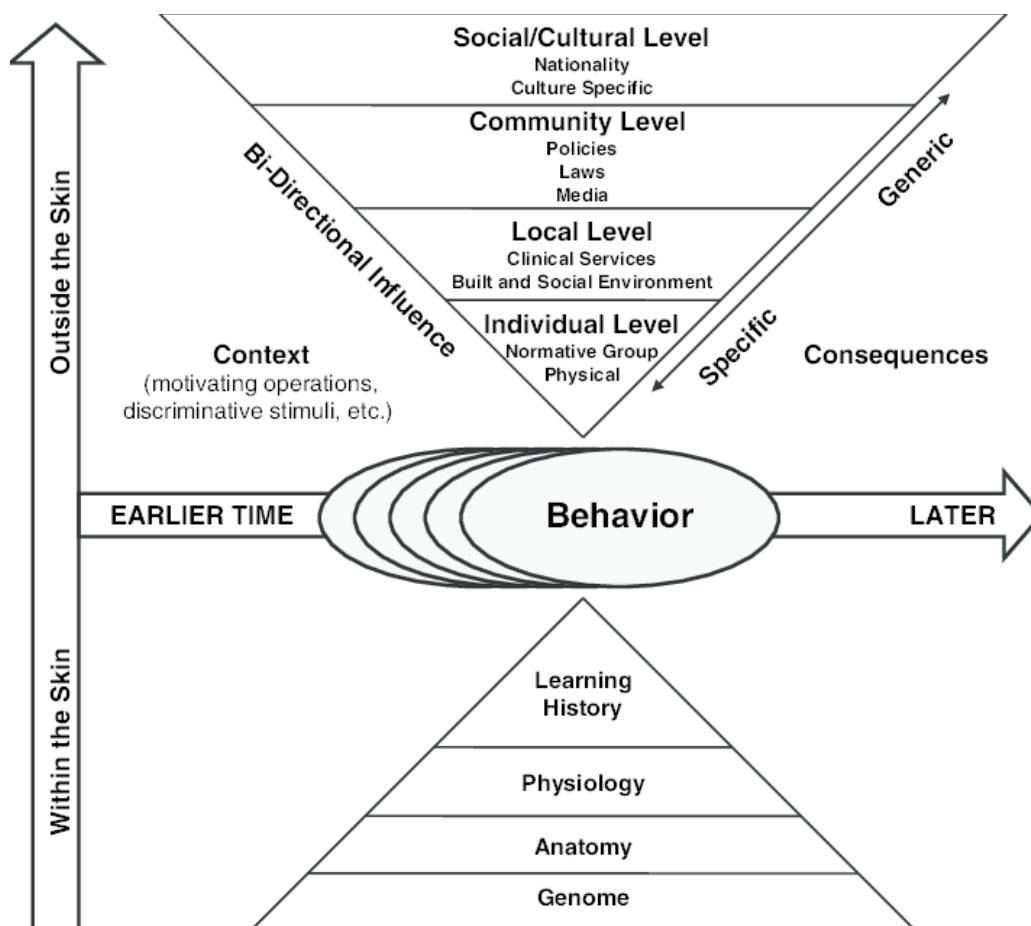 Social/Cultural Level
Nationality
Culture Specific
Community Level
Policies
Laws
Media
Local Level
Clinical Services
Built and Social Environment
Individual Level
Normative Group
Physical
Bi-Directional Influence
Generic
Specific
Outside the Skin
Context
(motivating operations,
discriminative stimuli, etc.)
Consequences
EARLIER TIME
Behavior
LATER
Within the Skin
Learning
History
Physiology
Anatomy
Genome